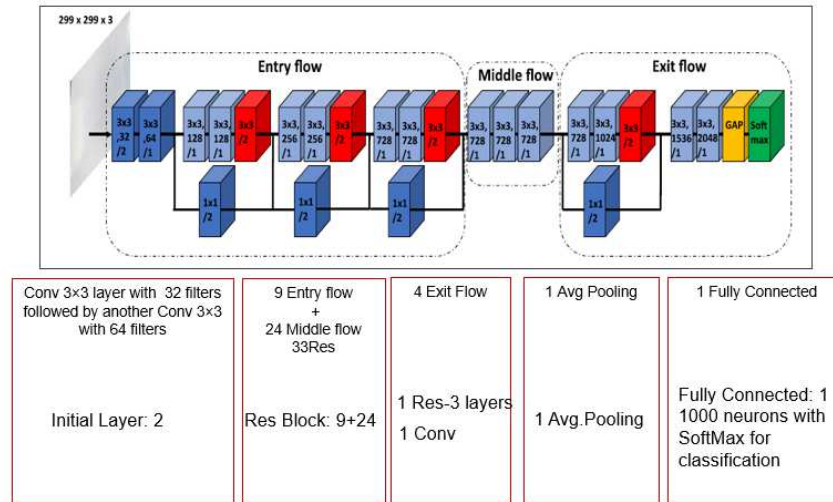 299 x 299 x 3
Entry flow
Middle flow
Exit flow
3x3
,32
/2
3x3
,64
/1
3x3,
128
/1
3x3,
128
/1
3x3
/2
3x3,
256
/1
3x3,
256
/1
3x3
/2
3x3,
728
/1
3x3,
728
/1
3x3
/2
3x3,
728
/1
3x3,
728
/1
3x3,
728
/1
3x3,
728
/1
3x3,
1024
/1
3x3
/2
3x3,
1536
/1
3x3,
2048
/1
GAP
Soft
max
1x1
/2
1x1
/2
1x1
/2
1x1
/2
Conv 3×3 layer with 32 filters
followed by another Conv 3×3
with 64 filters
Initial Layer: 2
9 Entry flow
+
24 Middle flow
33Res
Res Block: 9+24
4 Exit Flow
1 Res-3 layers
1 Conv
1 Avg Pooling
1 Avg.Pooling
1 Fully Connected
Fully Connected: 1
1000 neurons with
SoftMax for
classification